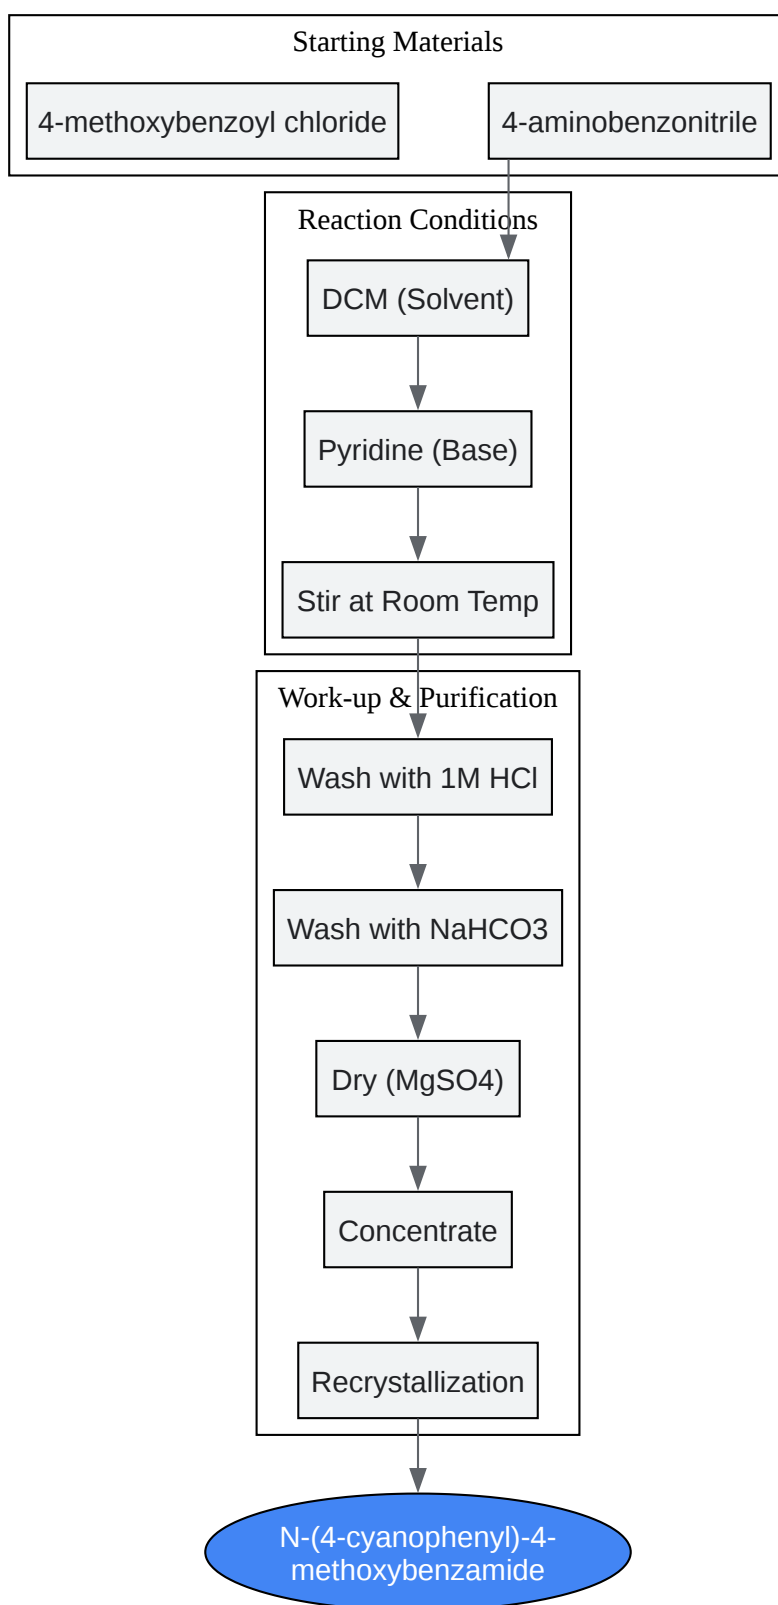 Starting Materials
4-methoxybenzoyl chloride
4-aminobenzonitrile
Reaction Conditions
DCM (Solvent)
Pyridine (Base)
Stir at Room Temp
Work-up & Purification
Wash with 1M HCl
Wash with NaHCO3
Dry (MgSO4)
Concentrate
Recrystallization
N-(4-cyanophenyl)-4-
methoxybenzamide